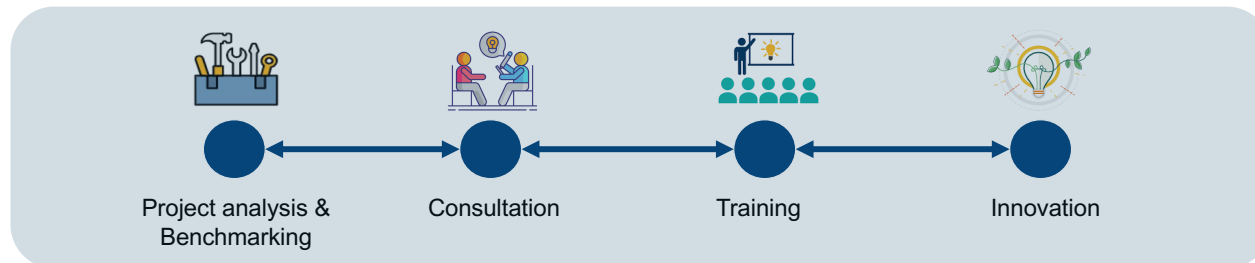 Project analysis &
Benchmarking
Consultation
Training
Innovation